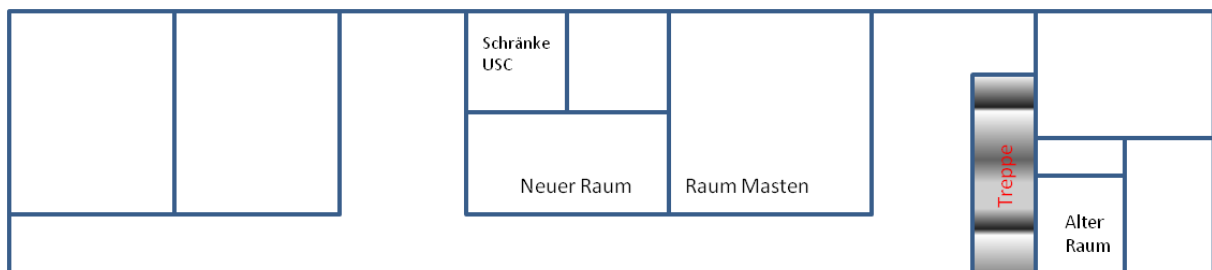 Schränke
USC
Neuer Raum
Raum Masten
Treppe
Alter
Raum